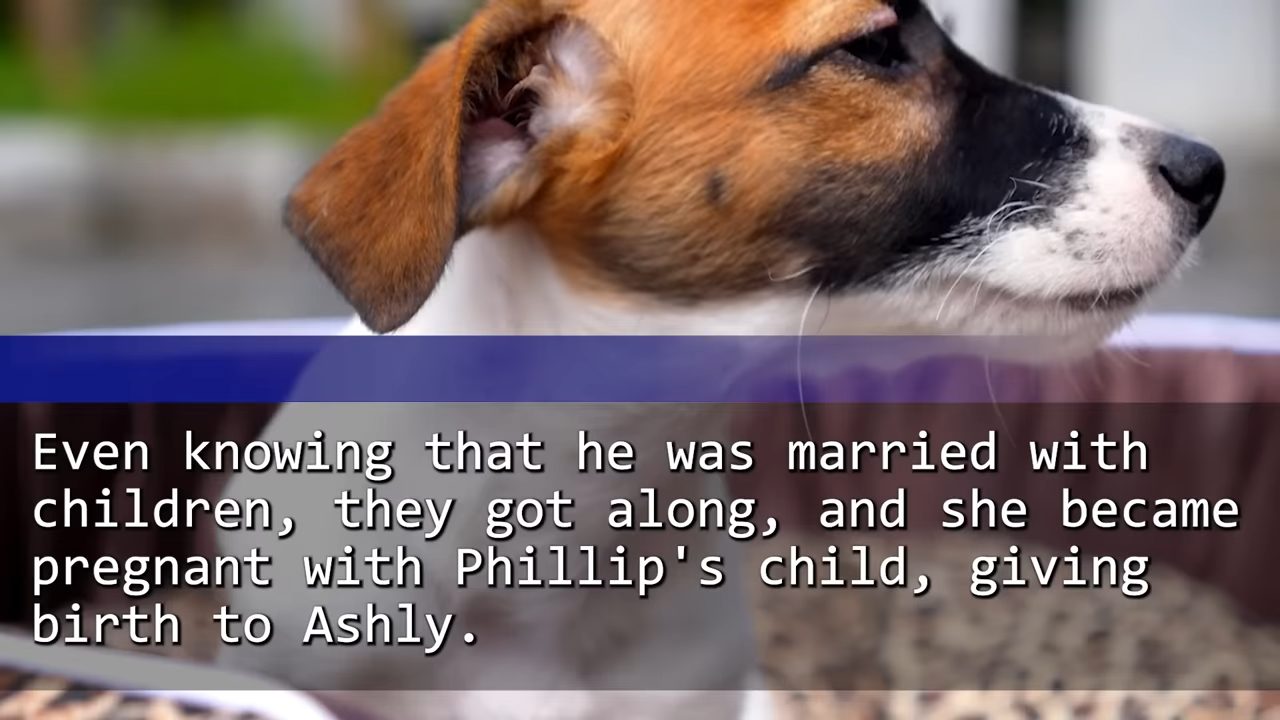 Even knowing that he was married with
children, they got along, and she became
pregnant with Phillip's child, giving
birth to Ashly.